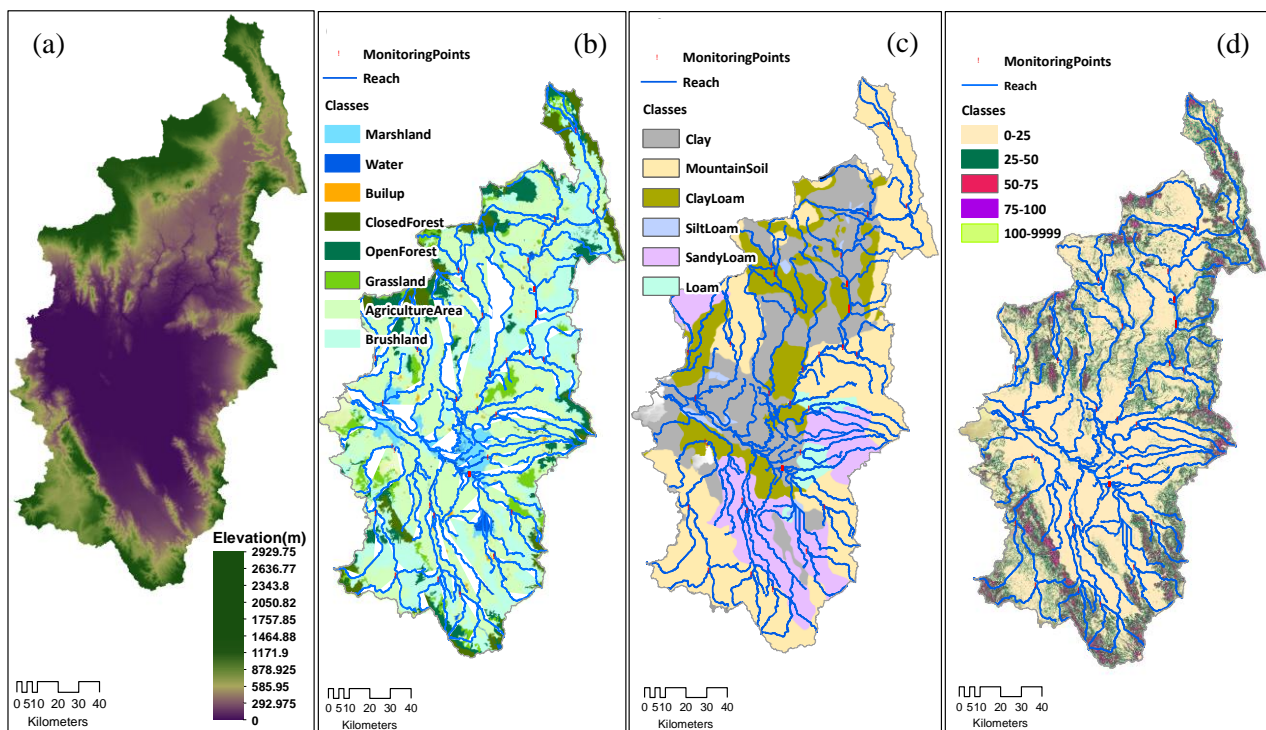 (a)
Elevation(m)
2929.75
2636.77
2343.8
2050.82
1757.85
1464.88
1171.9
878.925
585.95
292.975
0
0 510 20 30 40
Kilometers
(b)
MonitoringPoints
Reach
Classes
Marshland
Water
Builup
ClosedForest
OpenForest
Grassland
AgricultureArea
Brushland
0 510 20 30 40
Kilometers
(c)
MonitoringPoints
Reach
Classes
Clay
MountainSoil
ClayLoam
SiltLoam
SandyLoam
Loam
0 510 20 30 40
Kilometers
(d)
MonitoringPoints
Reach
Classes
0-25
25-50
50-75
75-100
100-9999
0 510 20 30 40
Kilometers